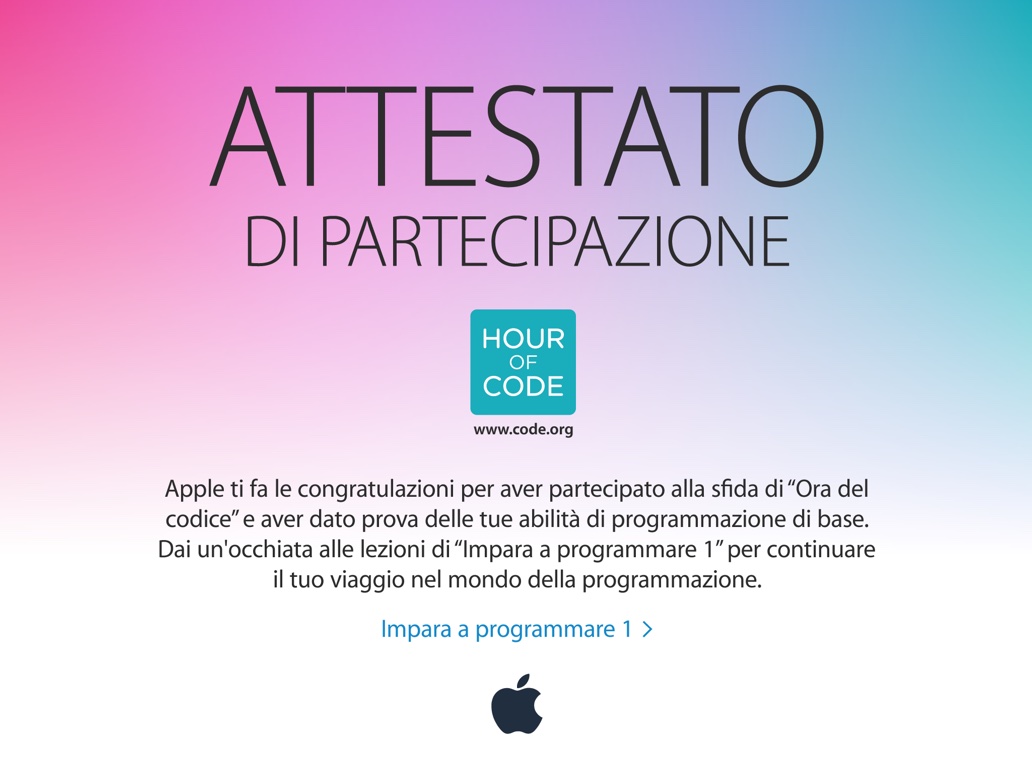 ATTESTATO
DI PARTECIPAZIONE
HOUR
OF
CODE
www.code.org
Apple ti fa le congratulazioni per aver partecipato alla sfida di “Ora del
codice” e aver dato prova delle tue abilità di programmazione di base.
Dai un'occhiata alle lezioni di “Impara a programmare 1” per continuare
il tuo viaggio nel mondo della programmazione.
Impara a programmare 1 >